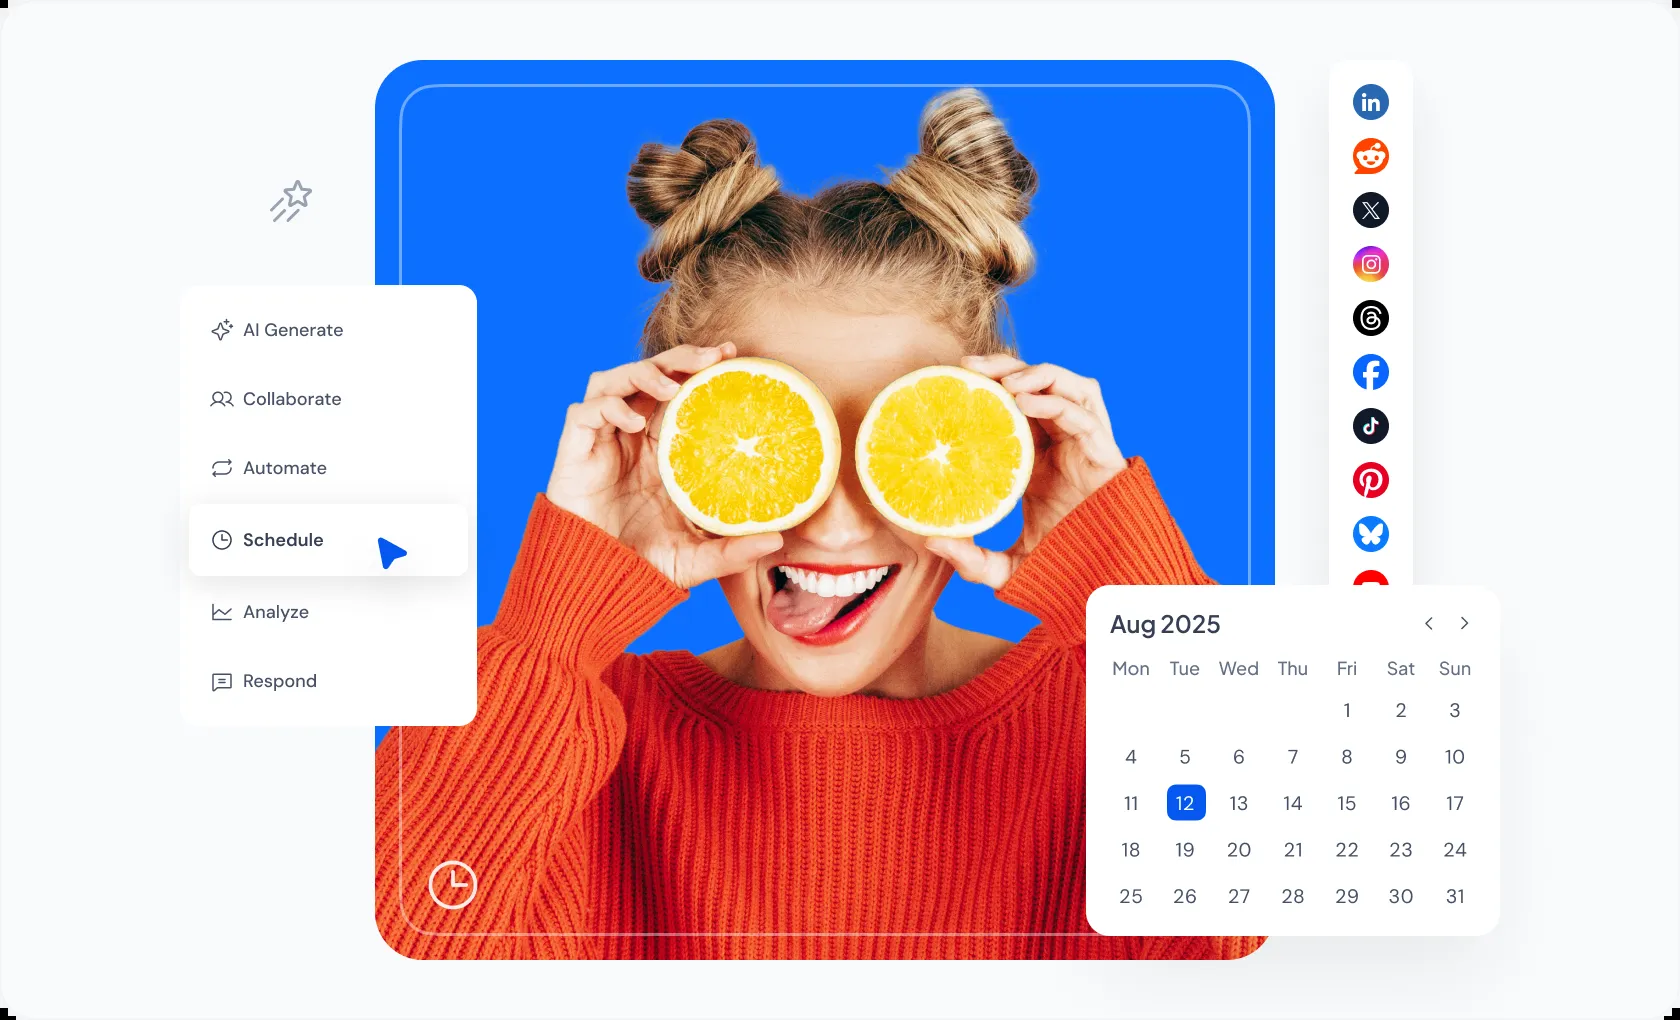 AI Generate
Collaborate
Automate
Schedule
Analyze
Respond
in
Aug 2025
Mon Tue Wed Thu Fri Sat Sun
1 2 3
4 5 6 7 8 9 10
11 12 13 14 15 16 17
18 19 20 21 22 23 24
25 26 27 28 29 30 31